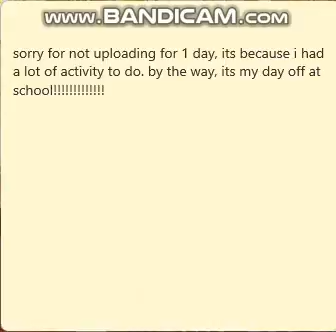 www.BANDICAM.com
sorry for not uploading for 1 day, its because i had
a lot of activity to do. by the way, its my day off at
school!!!!!!!!!!!!!